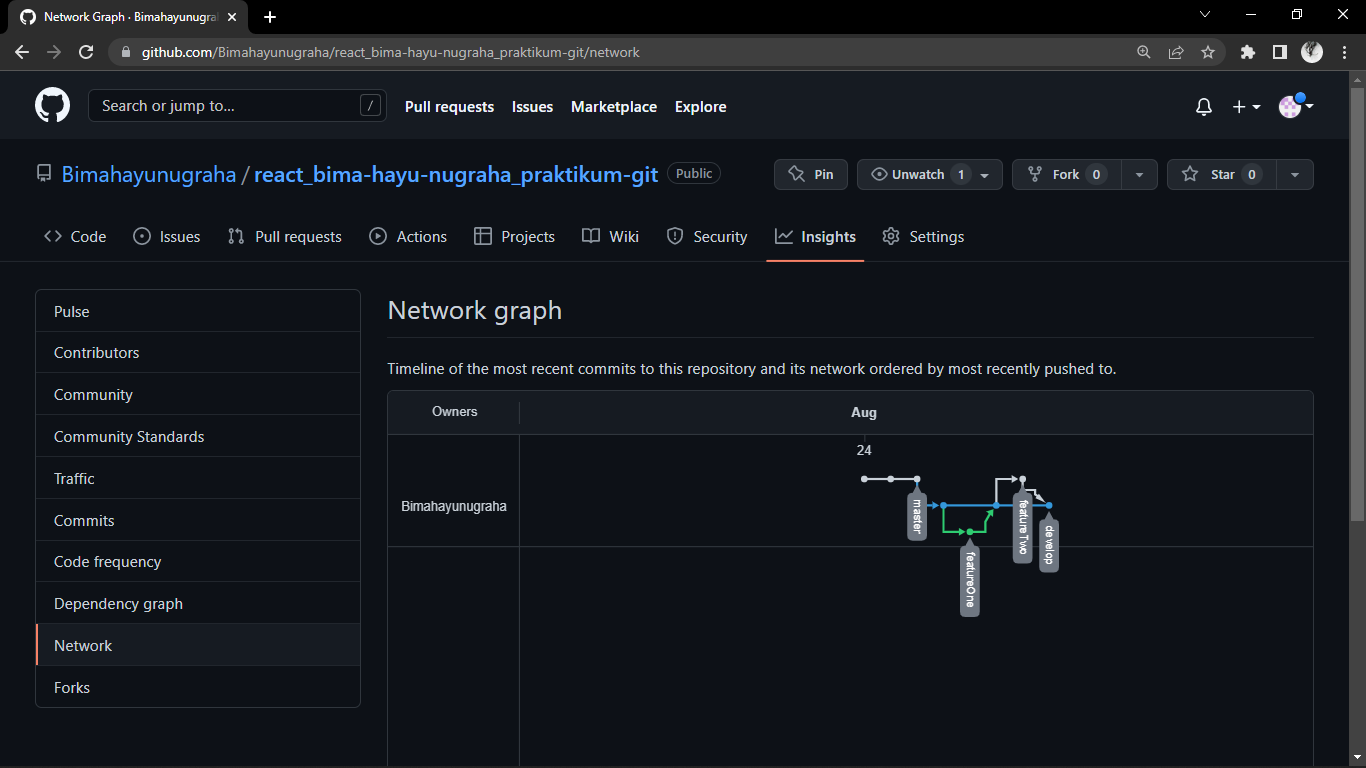 Network Graph · Bimahayunugra
github.com/Bimahayunugraha/react_bima-hayu-nugraha_praktikum-git/network
Search or jump to... /
Pull requests Issues Marketplace Explore
Bimahayunugraha / react_bima-hayu-nugraha_praktikum-git Public
Pin Unwatch 1 Fork 0 Star 0
Code Issues Pull requests Actions Projects Wiki Security Insights Settings
Pulse
Contributors
Community
Community Standards
Traffic
Commits
Code frequency
Dependency graph
Network
Forks
Network graph
Timeline of the most recent commits to this repository and its network ordered by most recently pushed to.
Owners
Aug
24
Bimahayunugraha
master
featureOne
featureTwo
develop